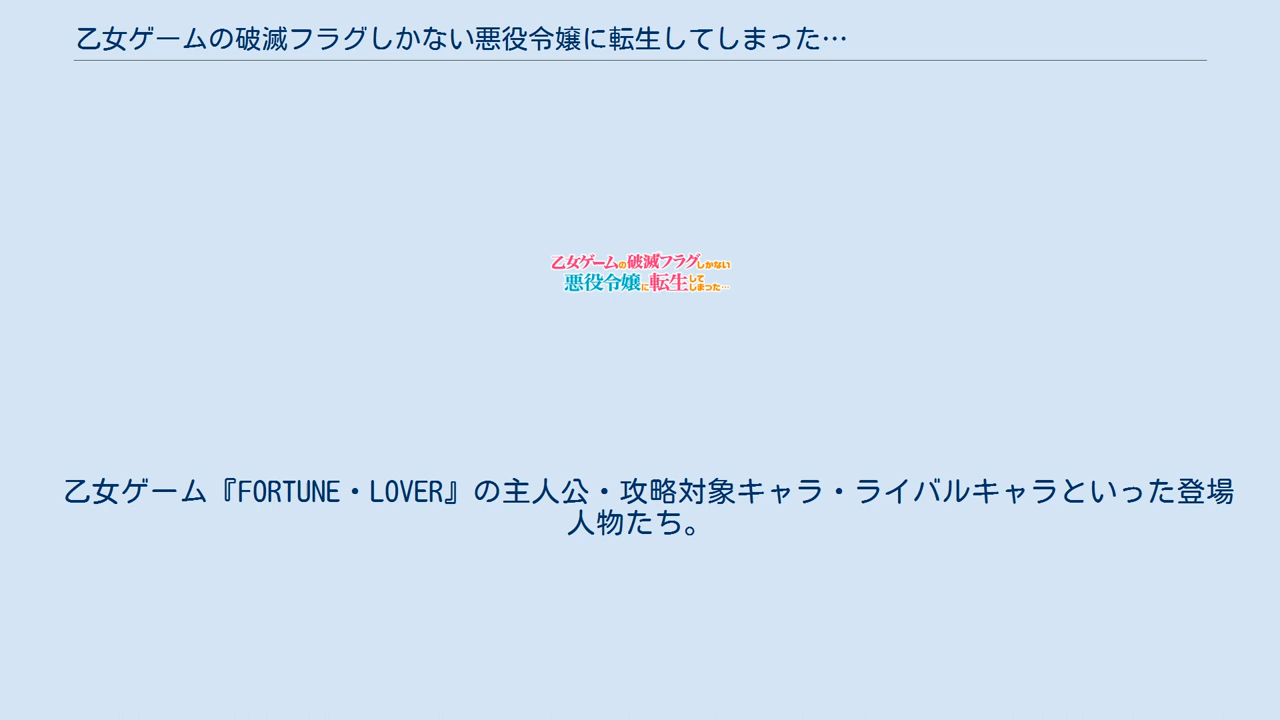 乙女ゲームの破滅フラグしかない悪役令嬢に転生してしまった…
乙女ゲームの破滅フラグしかない
悪役令嬢に転生してしまった…
乙女ゲーム『FORTUNE・LOVER』の主人公・攻略対象キャラ・ライバルキャラといった登場
人物たち。